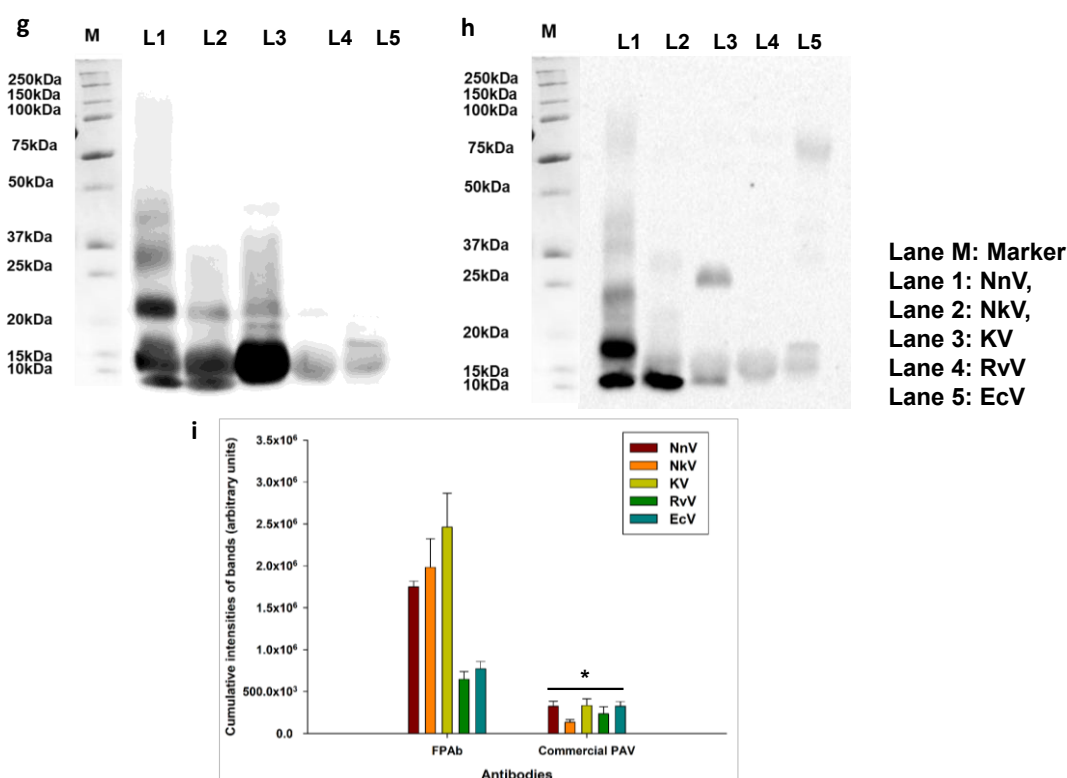 g
M L1 L2 L3 L4 L5
250kDa
150kDa
100kDa
75kDa
50kDa
37kDa
25kDa
20kDa
15kDa
10kDa
h
M L1 L2 L3 L4 L5
250kDa
150kDa
100kDa
75kDa
50kDa
37kDa
25kDa
20kDa
15kDa
10kDa
Lane M: Marker
Lane 1: NnV,
Lane 2: NkV,
Lane 3: KV
Lane 4: RvV
Lane 5: EcV
i
Cumulative intensities of bands (arbitrary units)
3.5x10⁶
3.0x10⁶
2.5x10⁶
2.0x10⁶
1.5x10⁶
1.0x10⁶
500.0x10³
0.0
NnV
NkV
KV
RvV
EcV
*
FPAb Commercial PAV
Antibodies